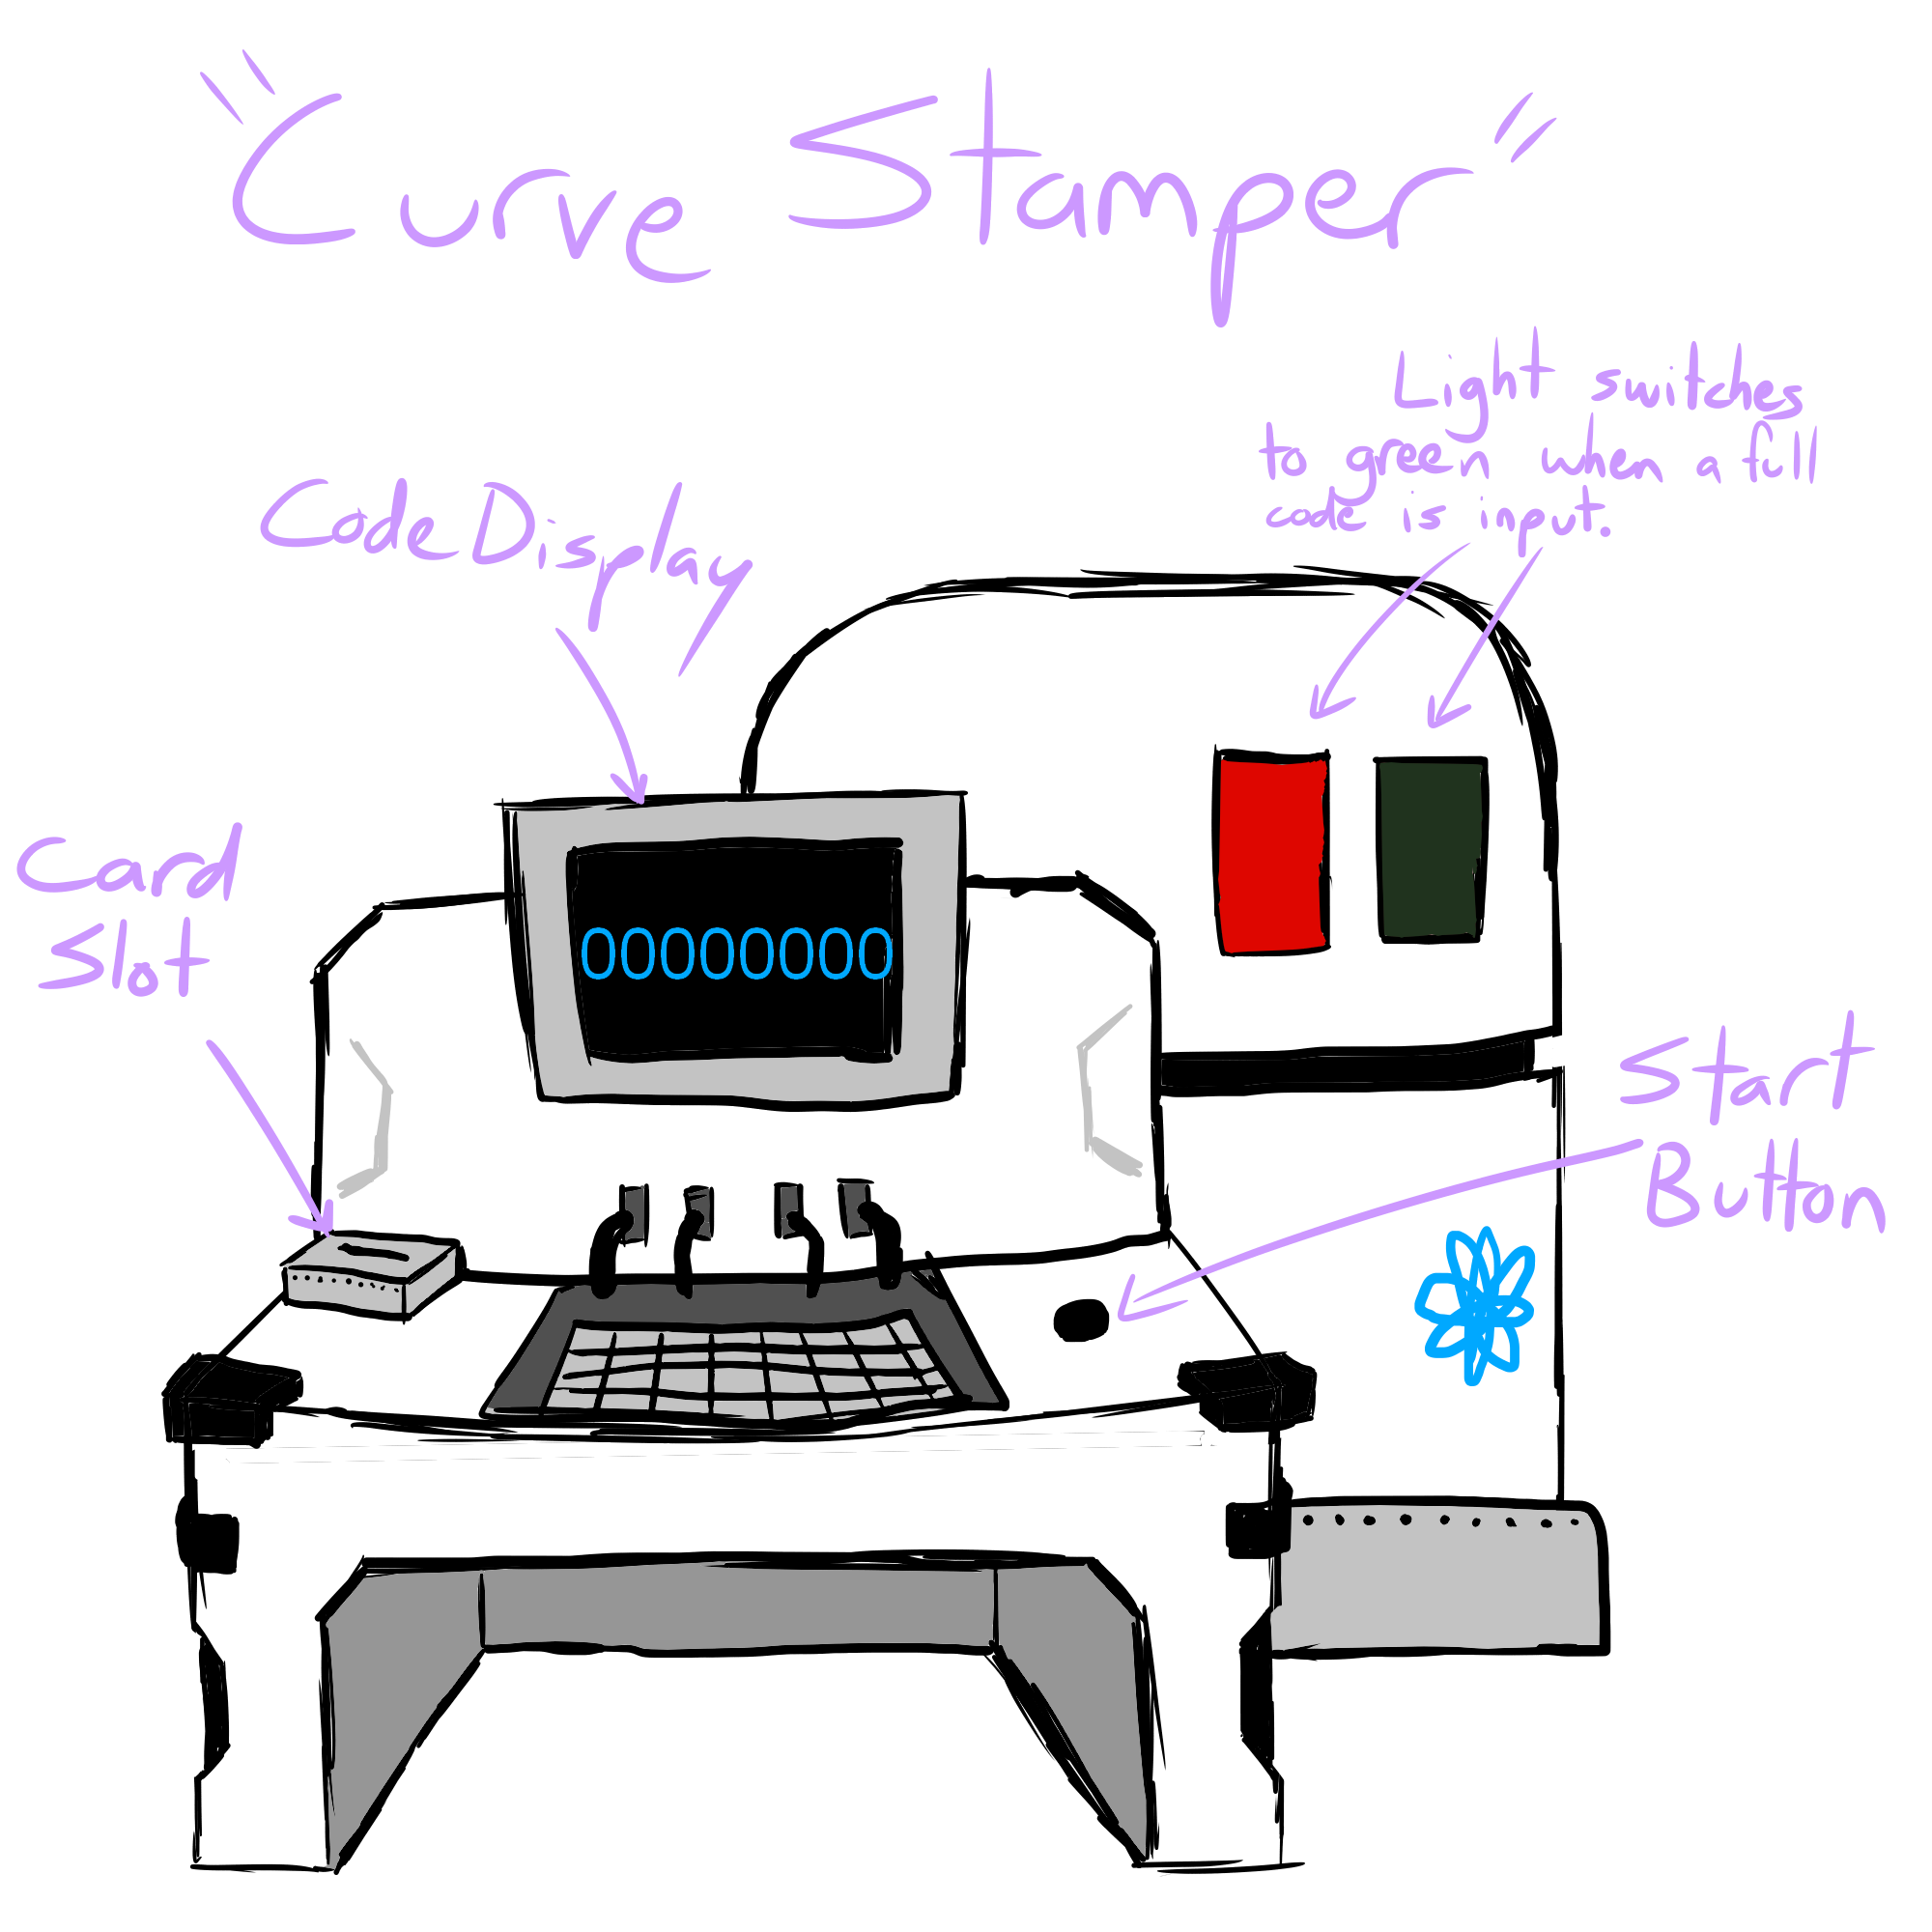 "Curve Stamper"
Light switches
to green when a full
code is input.
Code Display
00000000
Card
Slot
Start
Button